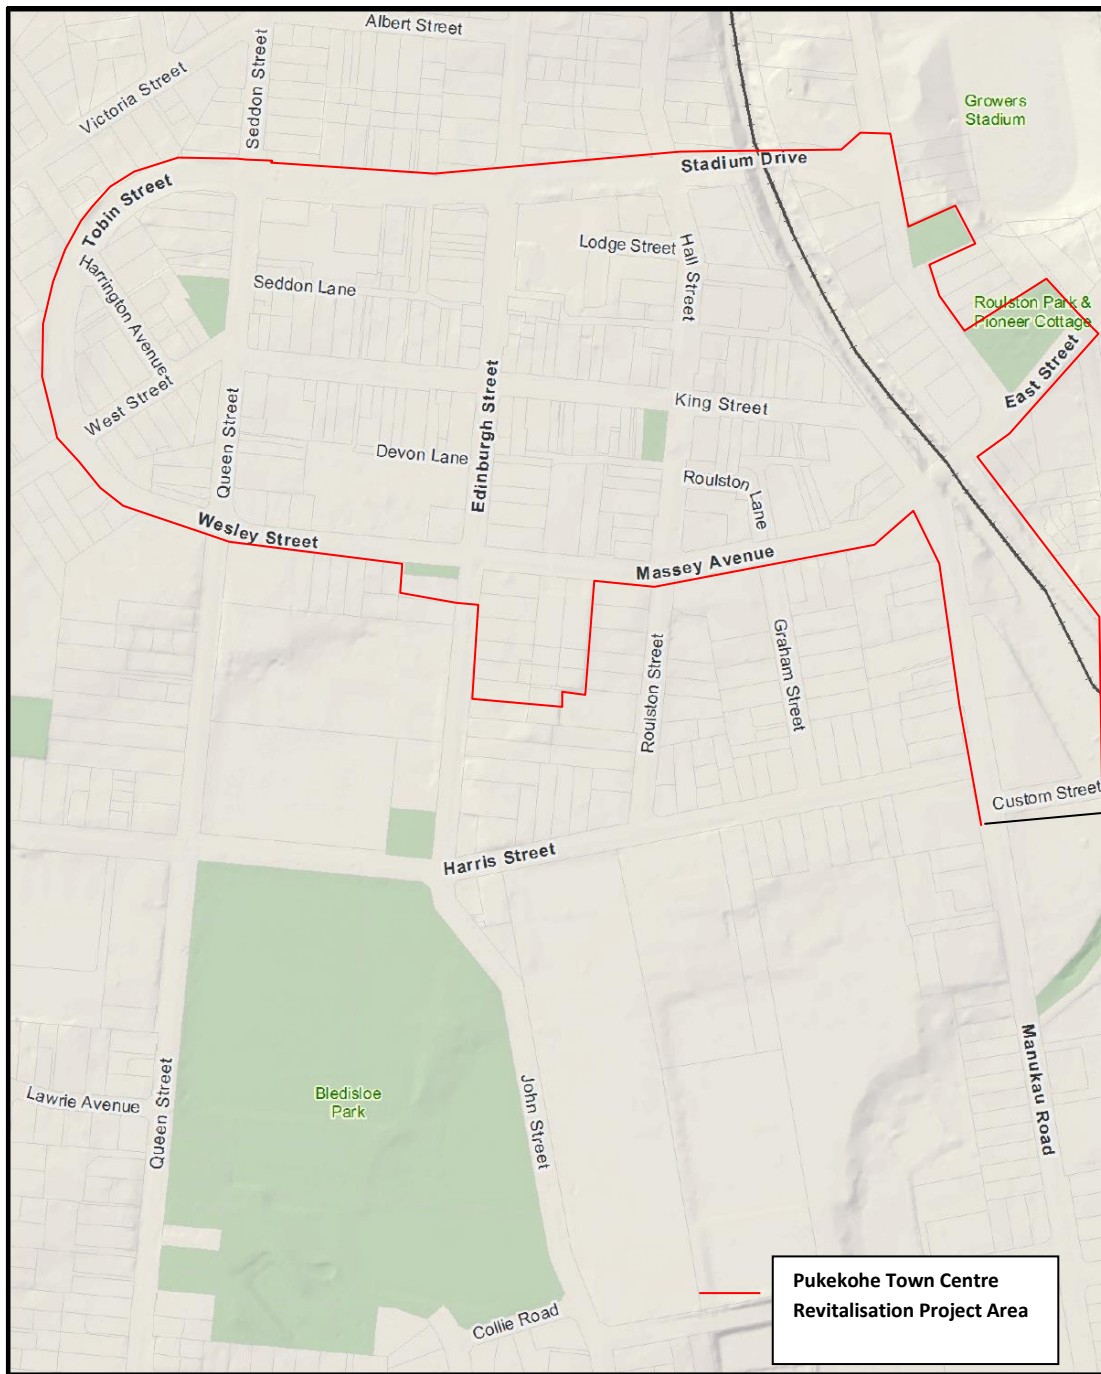 Albert Street
Seddon Street
Victoria Street
Growers
Stadium
Stadium Drive
Tobin Street
Lodge Street
Hall Street
Harrington Avenue
Seddon Lane
Roulston Park &
Pioneer Cottage
East Street
West Street
Queen Street
Edinburgh Street
King Street
Devon Lane
Roulston Lane
Wesley Street
Massey Avenue
Roulston Street
Graham Street
Custom Street
Harris Street
Manukau Road
Lawrie Avenue
Queen Street
Bledisloe
Park
John Street
Collie Road
Pukekohe Town Centre
Revitalisation Project Area